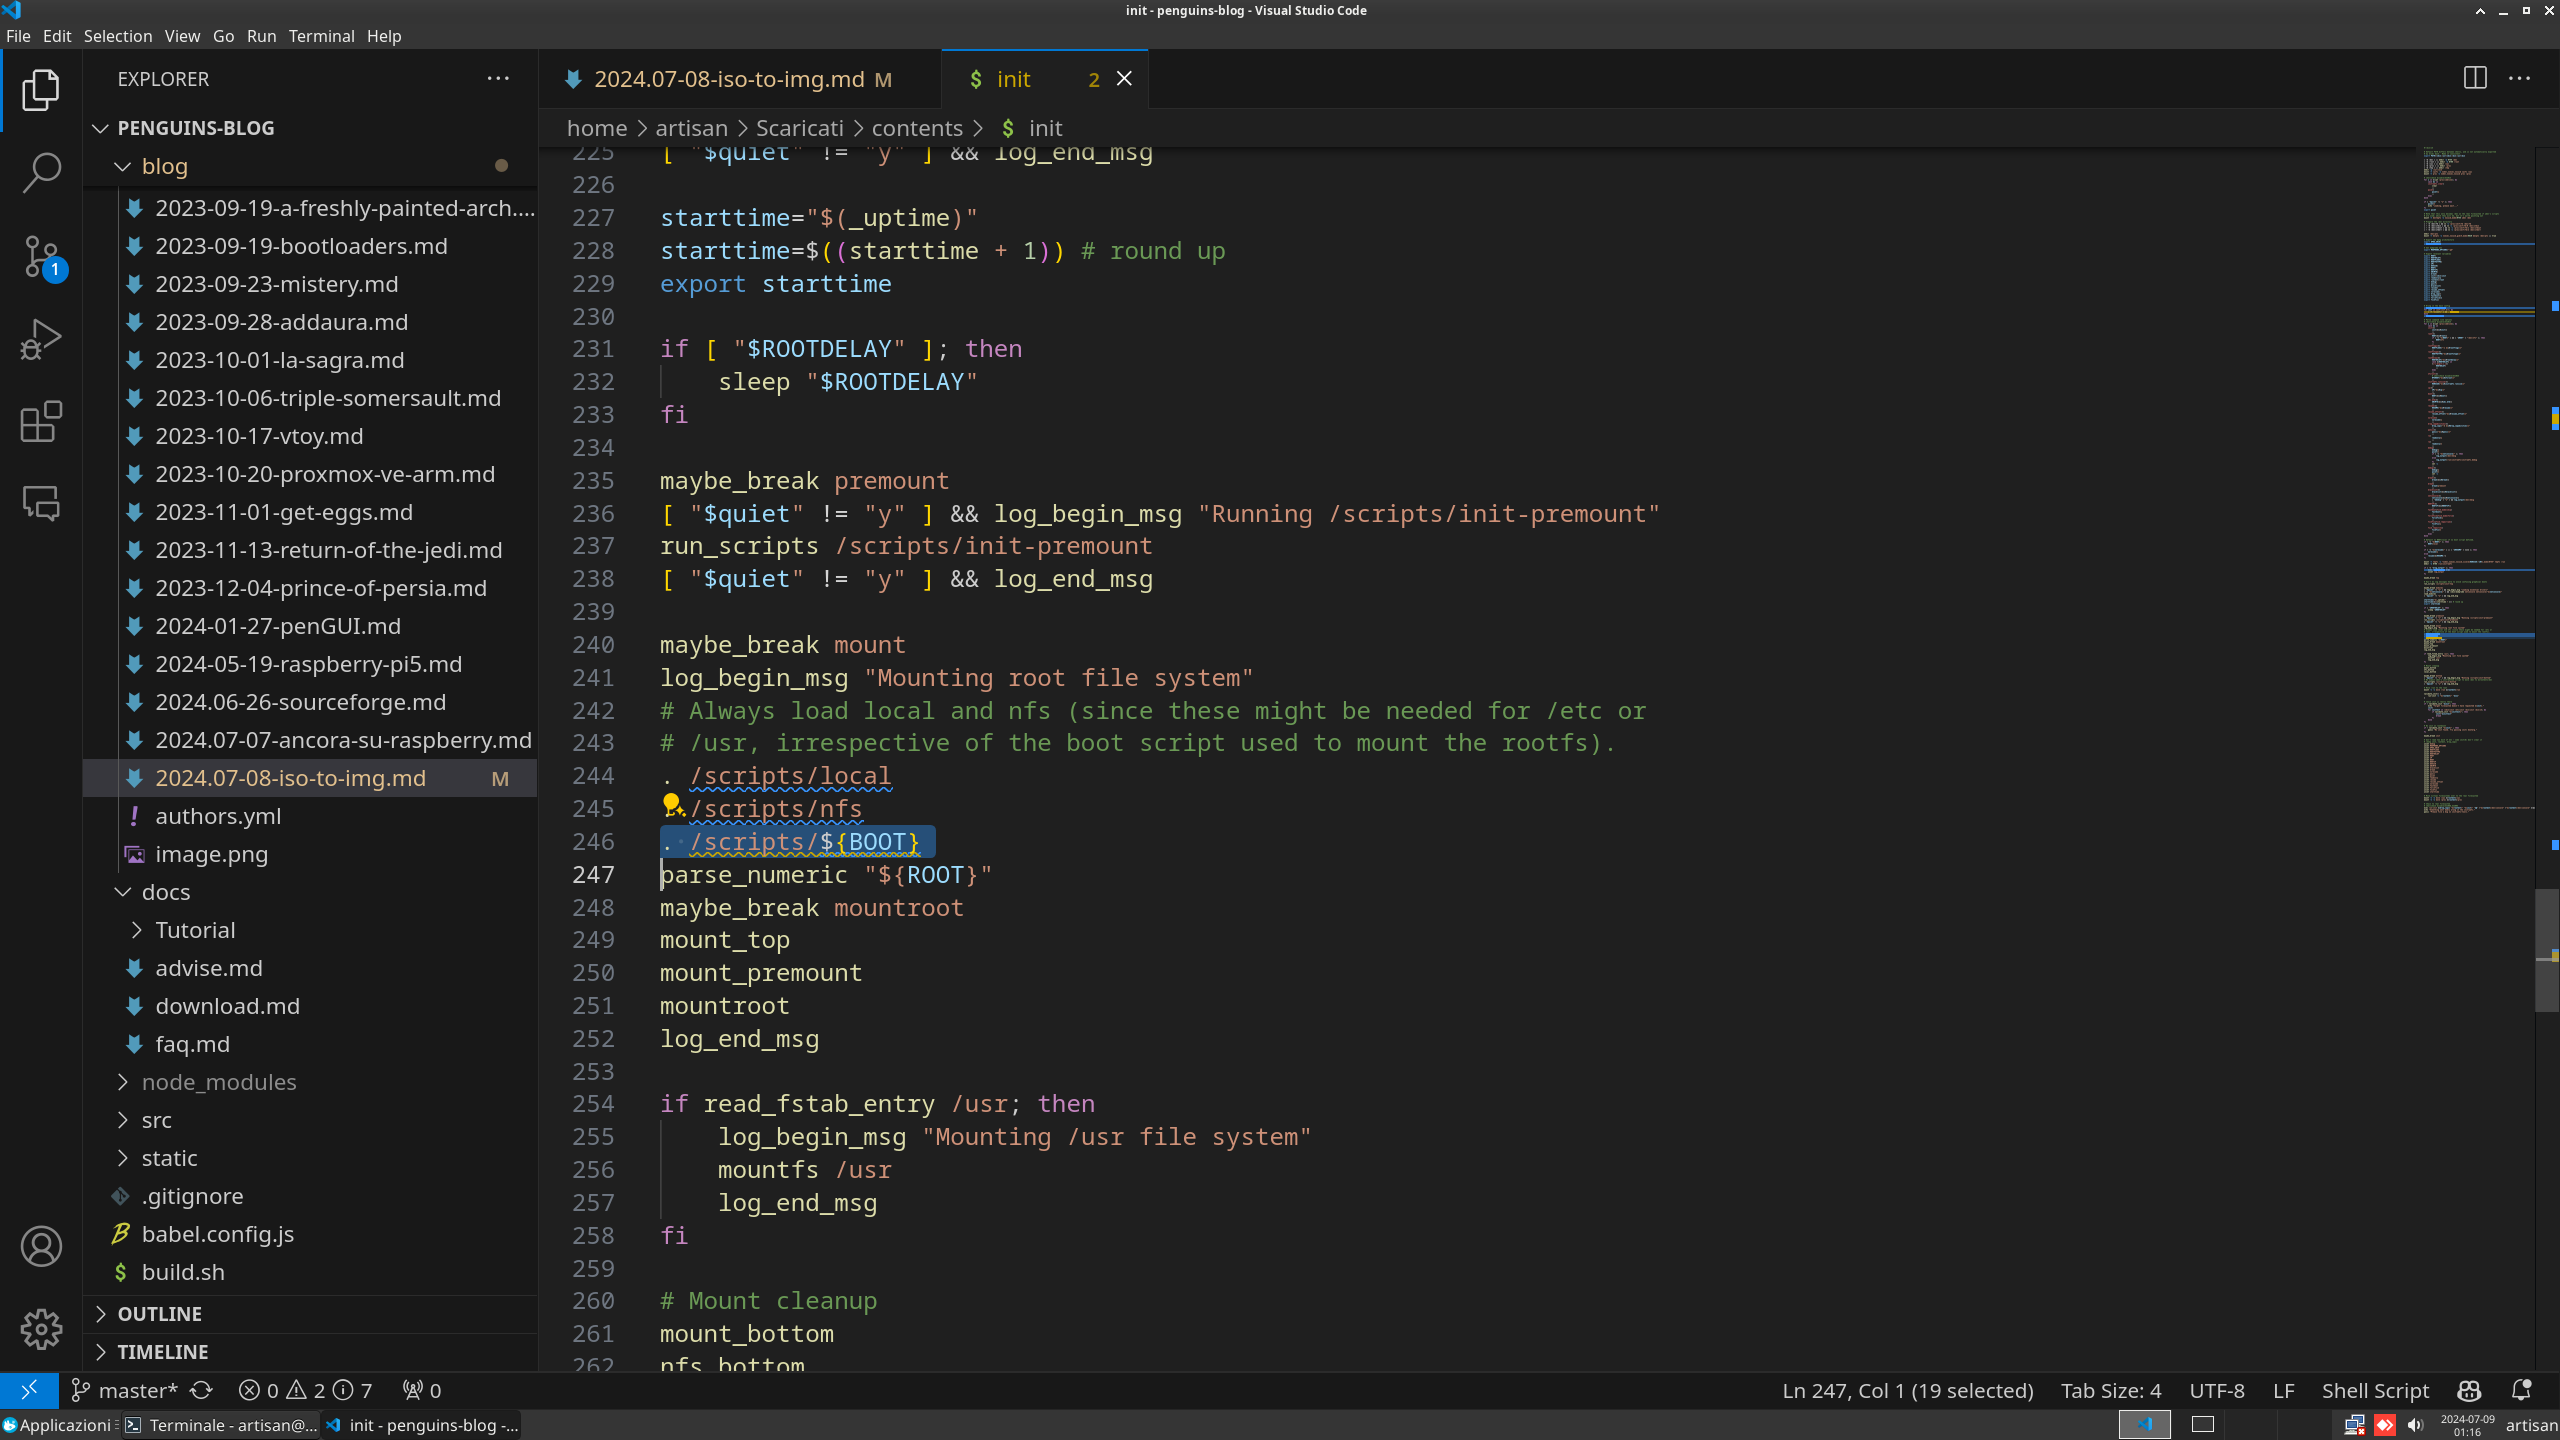 init - penguins-blog - Visual Studio Code
File Edit Selection View Go Run Terminal Help
EXPLORER
PENGUINS-BLOG
blog
2023-09-19-a-freshly-painted-arch....
2023-09-19-bootloaders.md
2023-09-23-mistery.md
2023-09-28-addaura.md
2023-10-01-la-sagra.md
2023-10-06-triple-somersault.md
2023-10-17-vtoy.md
2023-10-20-proxmox-ve-arm.md
2023-11-01-get-eggs.md
2023-11-13-return-of-the-jedi.md
2023-12-04-prince-of-persia.md
2024-01-27-penGUI.md
2024-05-19-raspberry-pi5.md
2024.06-26-sourceforge.md
2024.07-07-ancora-su-raspberry.md
2024.07-08-iso-to-img.md M
authors.yml
image.png
docs
Tutorial
advise.md
download.md
faq.md
node_modules
src
static
.gitignore
babel.config.js
build.sh
OUTLINE
TIMELINE
1
2024.07-08-iso-to-img.md M
$ init 2
home > artisan > Scaricati > contents > $ init
225 [ "$quiet" != "y" ] && log_end_msg
226
227 starttime="$(_uptime)"
228 starttime=$((starttime + 1)) # round up
229 export starttime
230
231 if [ "$ROOTDELAY" ]; then
232 sleep "$ROOTDELAY"
233 fi
234
235 maybe_break premount
236 [ "$quiet" != "y" ] && log_begin_msg "Running /scripts/init-premount"
237 run_scripts /scripts/init-premount
238 [ "$quiet" != "y" ] && log_end_msg
239
240 maybe_break mount
241 log_begin_msg "Mounting root file system"
242 # Always load local and nfs (since these might be needed for /etc or
243 # /usr, irrespective of the boot script used to mount the rootfs).
244 . /scripts/local
245 /scripts/nfs
246 . /scripts/${BOOT}
247 parse_numeric "${ROOT}"
248 maybe_break mountroot
249 mount_top
250 mount_premount
251 mountroot
252 log_end_msg
253
254 if read_fstab_entry /usr; then
255 log_begin_msg "Mounting /usr file system"
256 mountfs /usr
257 log_end_msg
258 fi
259
260 # Mount cleanup
261 mount_bottom
262 nfs_bottom
master* 0 2 7 0
Ln 247, Col 1 (19 selected) Tab Size: 4 UTF-8 LF Shell Script
Applicazioni Terminale - artisan@... init - penguins-blog -...
2024-07-09
01:16
artisan